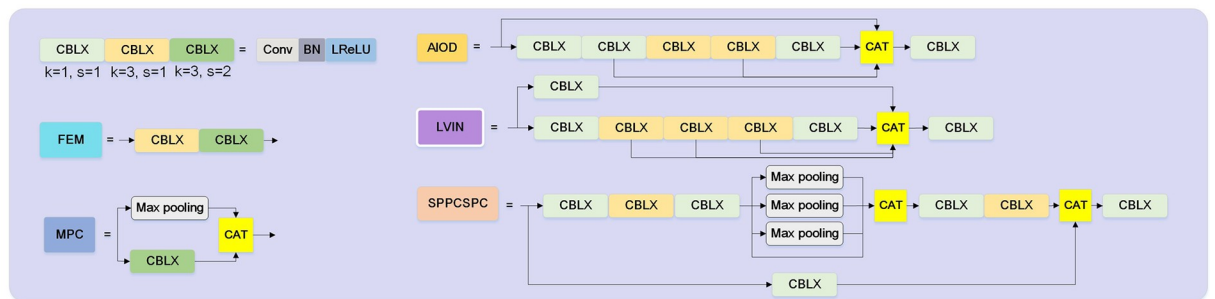 CBLX CBLX CBLX = Conv BN LReLU
k=1, s=1 k=3, s=1 k=3, s=2
FEM = CBLX CBLX
MPC = Max pooling
CBLX
CAT
AIOD = CBLX CBLX CBLX CBLX CBLX CAT CBLX
LVIN = CBLX
CBLX CBLX CBLX CBLX CBLX CAT CBLX
SPPCSPC = CBLX CBLX CBLX
Max pooling
Max pooling
Max pooling
CAT CBLX CBLX CAT CBLX
CBLX